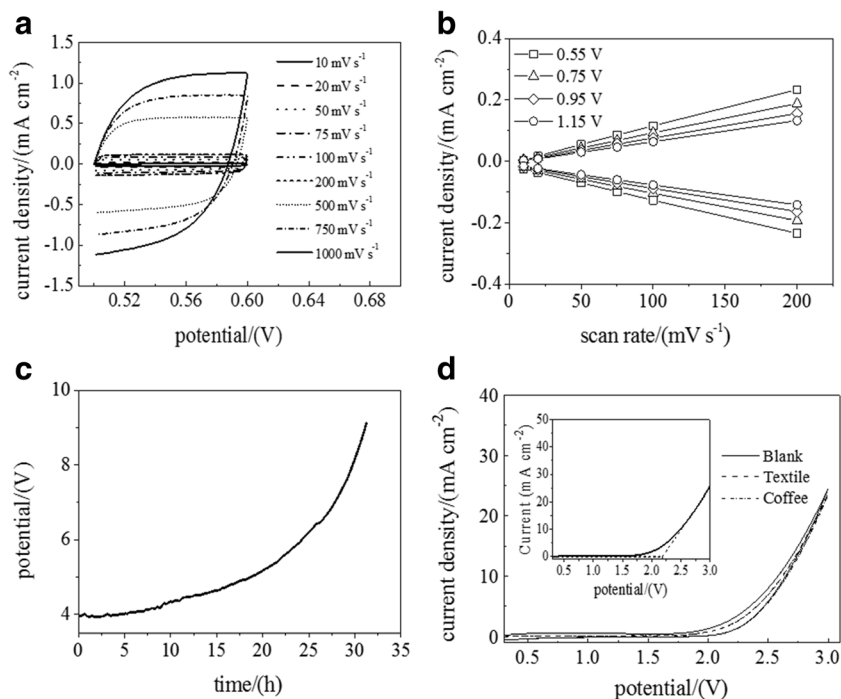 a
current density/(mA cm-2)
1.5
1.0
0.5
0.0
-0.5
-1.0
-1.5
0.52
0.56
0.60
0.64
0.68
potential/(V)
10 mV s-1
20 mV s-1
50 mV s-1
75 mV s-1
100 mV s-1
200 mV s-1
500 mV s-1
750 mV s-1
1000 mV s-1
b
current density/(mA cm-2)
0.4
0.2
0.0
-0.2
-0.4
0
50
100
150
200
scan rate/(mV s-1)
0.55 V
0.75 V
0.95 V
1.15 V
c
potential/(V)
10
8
6
4
0
5
10
15
20
25
30
35
time/(h)
d
current density/(mA cm-2)
40
30
20
10
0
0.5
1.0
1.5
2.0
2.5
3.0
potential/(V)
Blank
Textile
Coffee
Current (mA cm-2)
50
40
30
20
10
0
0.5
1.0
1.5
2.0
2.5
3.0
potential/(V)